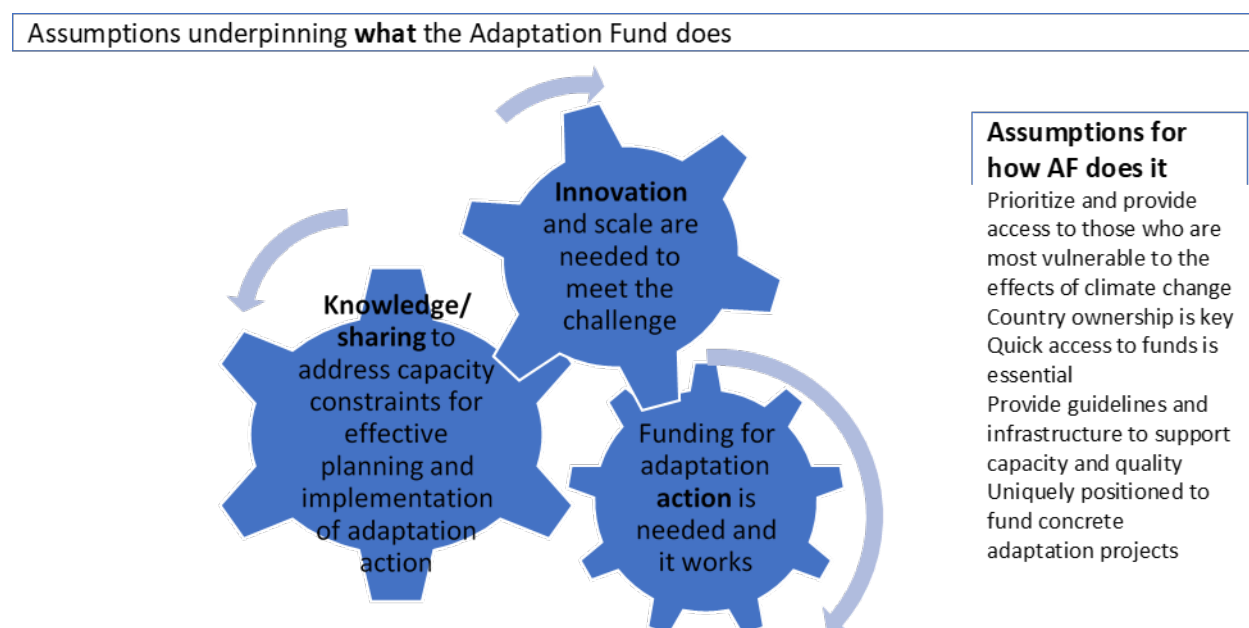 Assumptions underpinning what the Adaptation Fund does
Innovation
and scale are
needed to
meet the
challenge
Knowledge/
sharing to
address capacity
constraints for
effective
planning and
implementation
of adaptation
action
Funding for
adaptation
action is
needed and
it works
Assumptions for
how AF does it
Prioritize and provide
access to those who are
most vulnerable to the
effects of climate change
Country ownership is key
Quick access to funds is
essential
Provide guidelines and
infrastructure to support
capacity and quality
Uniquely positioned to
fund concrete
adaptation projects